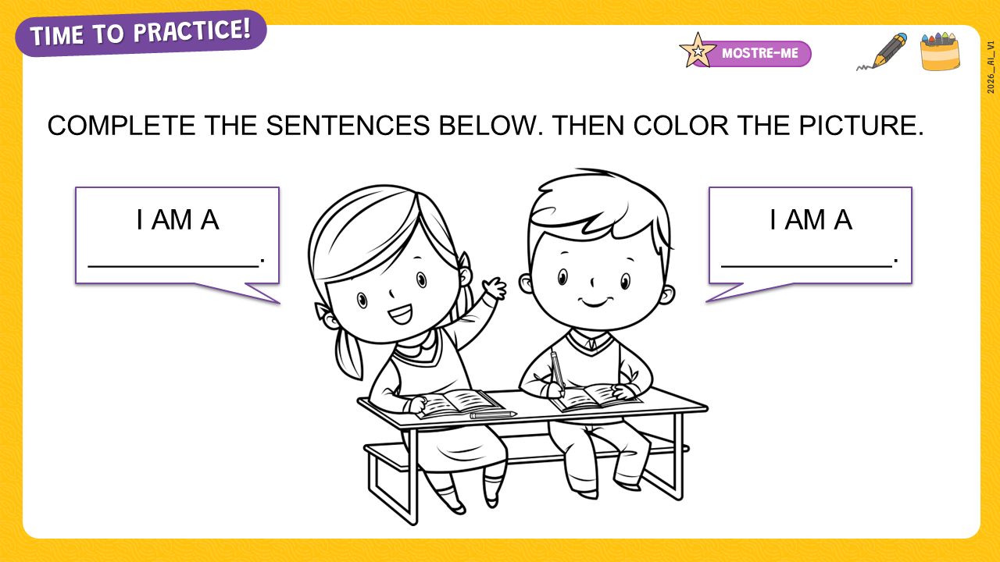 TIME TO PRACTICE!
MOSTRE-ME
2026_AI_V1
COMPLETE THE SENTENCES BELOW. THEN COLOR THE PICTURE.
I AM A
___________.
I AM A
___________.